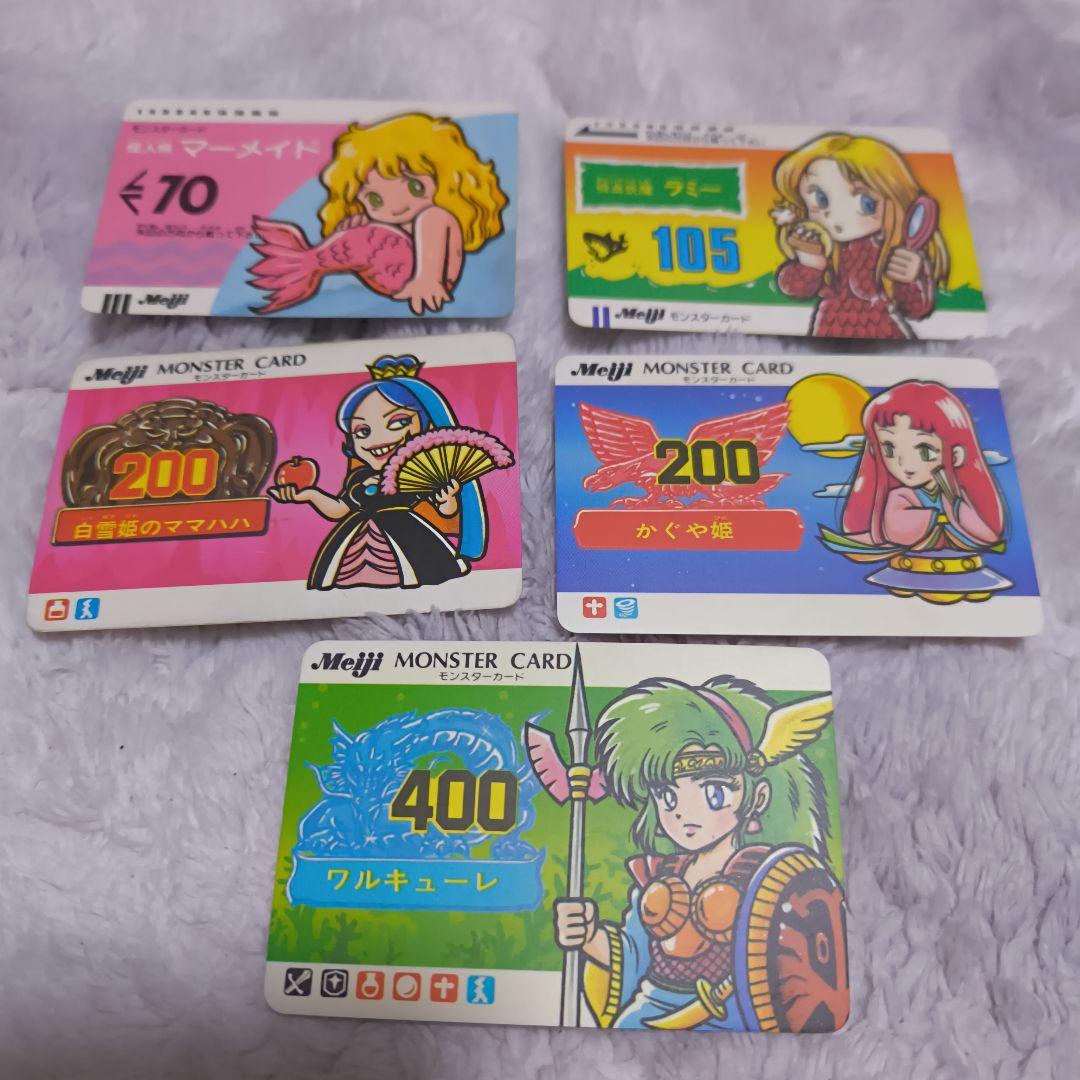 モンスターカード
マーメイド
70
Meiji
ラミー
105
Meiji モンスターカード
Meiji MONSTER CARD
モンスターカード
200
白雪姫のママハハ
Meiji MONSTER CARD
モンスターカード
200
かぐや姫
Meiji MONSTER CARD
モンスターカード
400
ワルキューレ